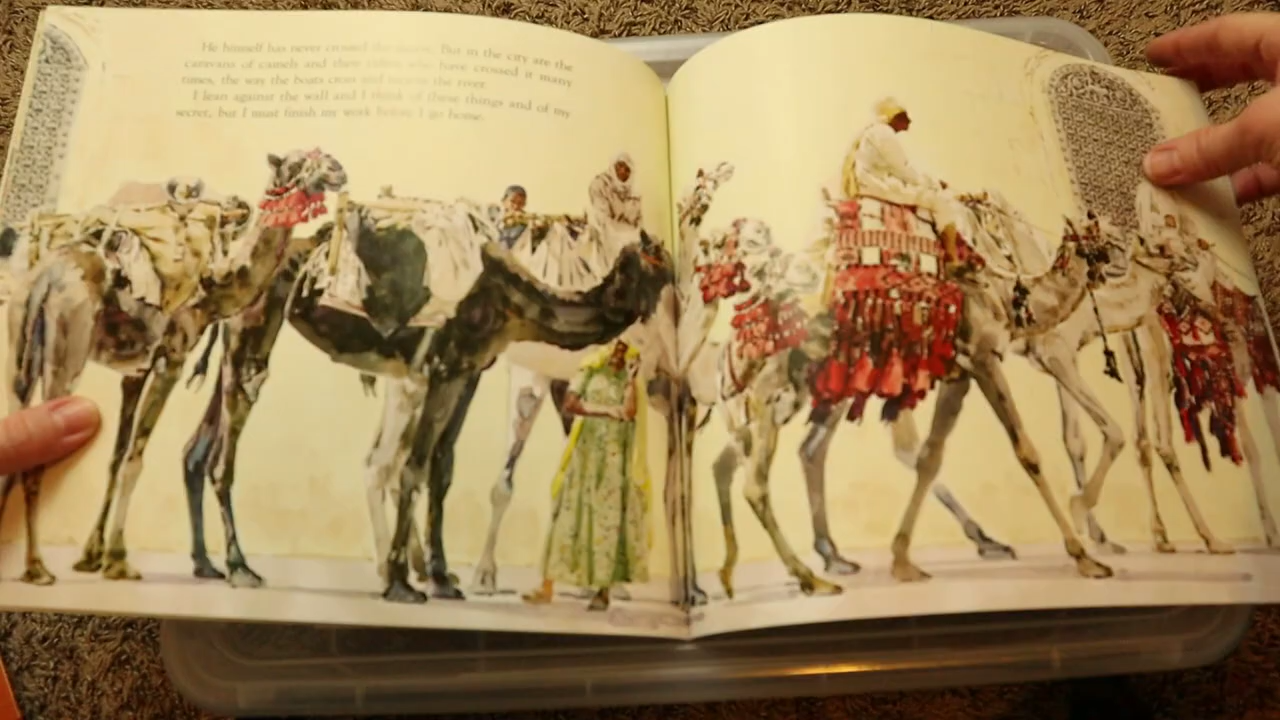 He himself has never crossed the But in the city are the
caravans of camels and their riders who have crossed it many
times, the way the boats cross and the river.
I lean against the wall and I think of these things and of my
secret, but I must finish my work before I go home.